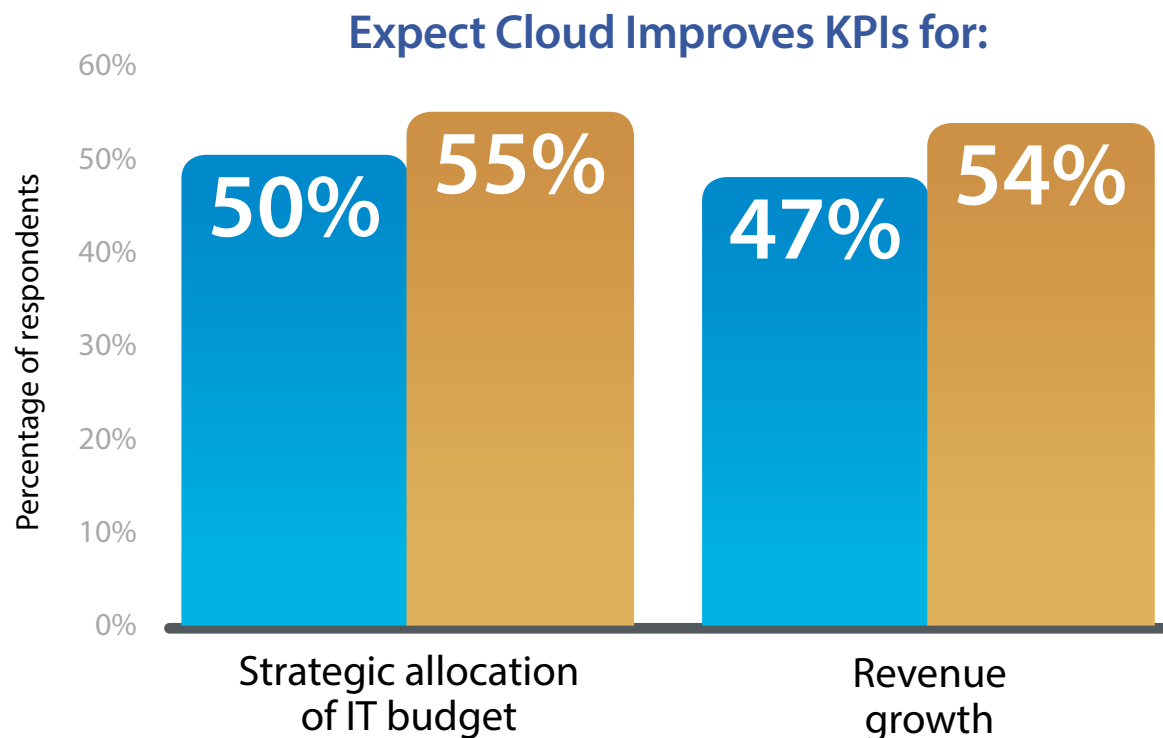 Expect Cloud Improves KPIs for:
60%
50%
40%
30%
20%
10%
0%
Percentage of respondents
50%
55%
47%
54%
Strategic allocation
of IT budget
Revenue
growth